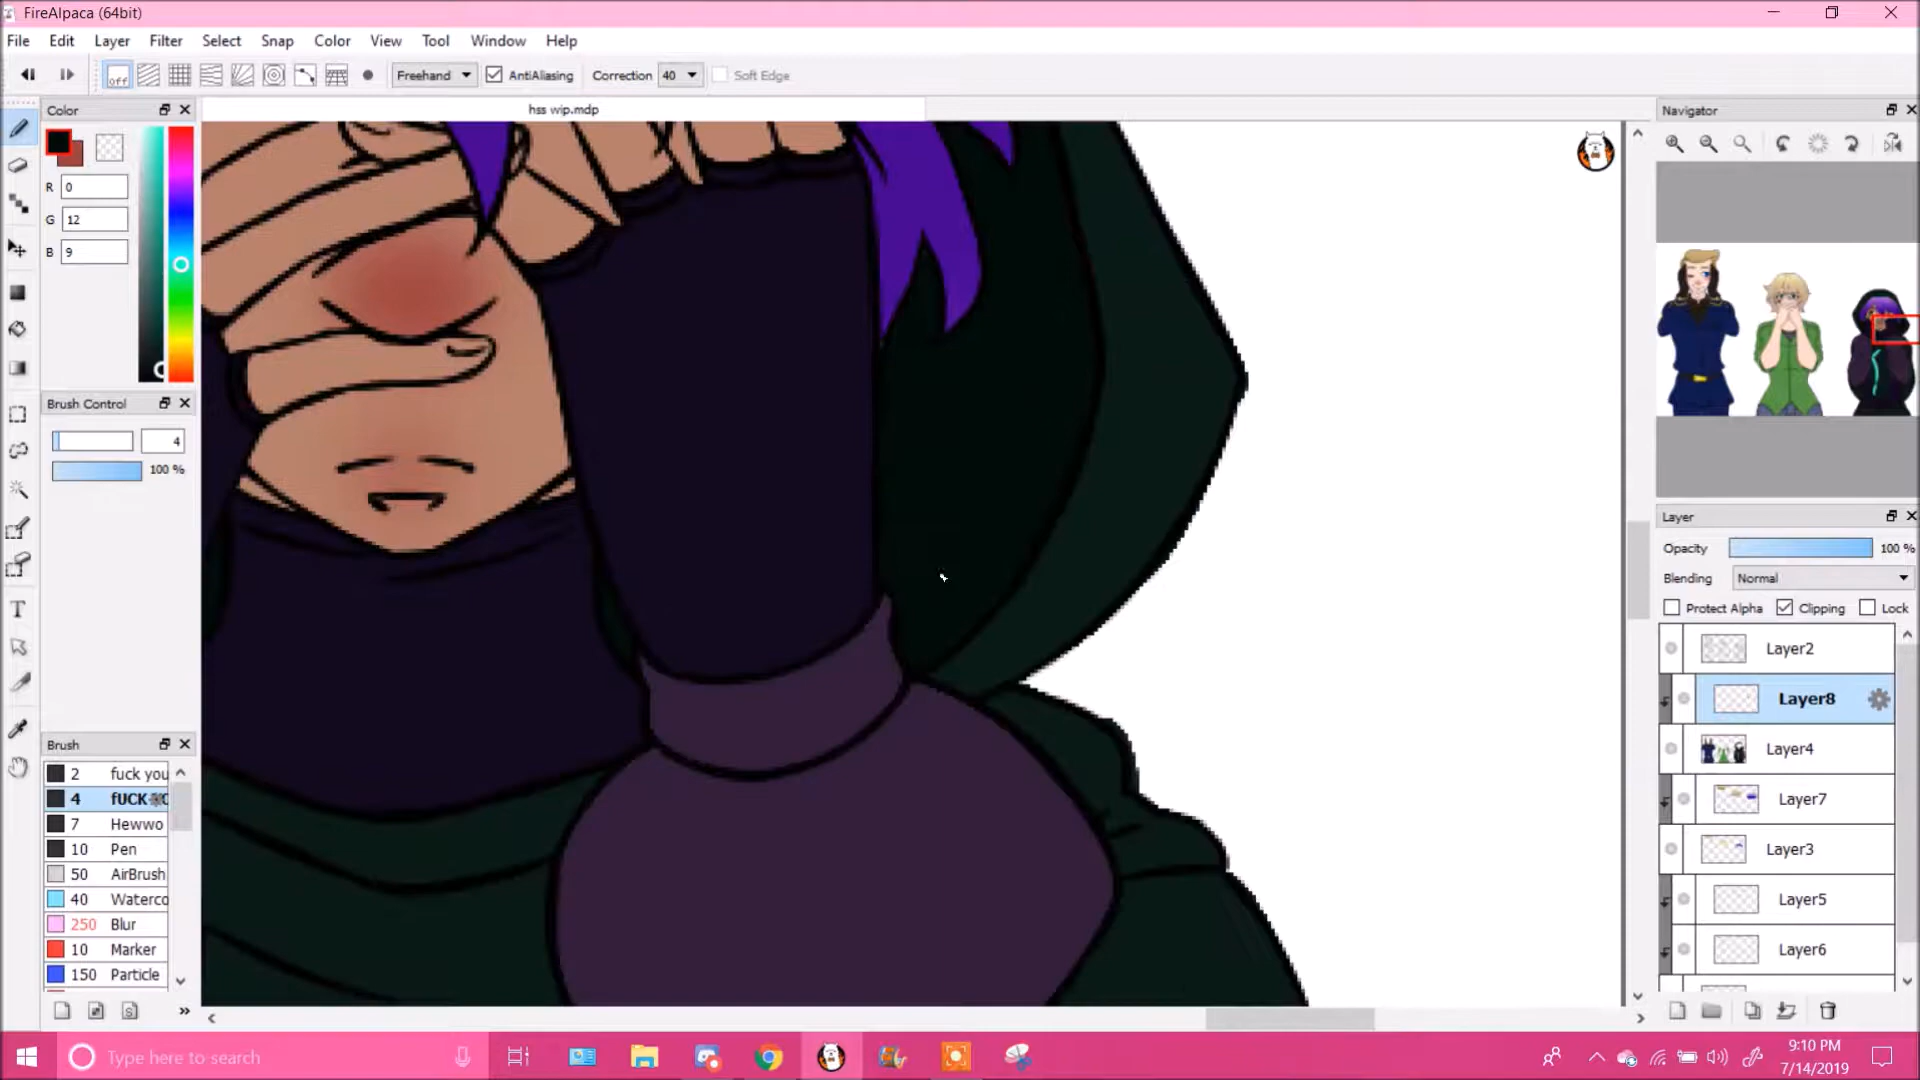 FireAlpaca (64bit)
File Edit Layer Filter Select Snap Color View Tool Window Help
off Freehand AntiAliasing Correction 40 Soft Edge
Color
hss wip.mdp
Navigator
R 0
G 12
B 9
Brush Control
4
100 %
Layer
Opacity 100 %
Blending Normal
Protect Alpha Clipping Lock
Layer2
Layer8
Layer4
Layer7
Layer3
Layer5
Layer6
Brush
2 fuck you
4 fUCK
7 Hewwo
10 Pen
50 AirBrush
40 Waterco
250 Blur
10 Marker
150 Particle
Type here to search
9:10 PM
7/14/2019